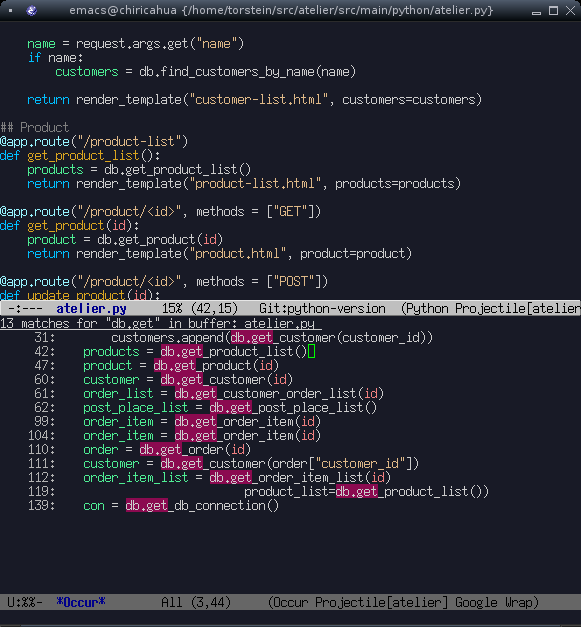 emacs@chiricahua {/home/torstein/src/atelier/src/main/python/atelier.py}
    name = request.args.get("name")
    if name:
        customers = db.find_customers_by_name(name)
    return render_template("customer-list.html", customers=customers)
## Product
@app.route("/product-list")
def get_product_list():
    products = db.get_product_list()
    return render_template("product-list.html", products=products)
@app.route("/product/<id>", methods = ["GET"])
def get_product(id):
    product = db.get_product(id)
    return render_template("product.html", product=product)
@app.route("/product/<id>", methods = ["POST"])
def update_product(id):
-:--- atelier.py 15% (42,15) Git:python-version (Python Projectile[atelier
13 matches for "db.get" in buffer: atelier.py
31:        customers.append(db.get_customer(customer_id))
42:    products = db.get_product_list()
47:    product = db.get_product(id)
60:    customer = db.get_customer(id)
61:    order_list = db.get_customer_order_list(id)
62:    post_place_list = db.get_post_place_list()
99:    order_item = db.get_order_item(id)
104:    order_item = db.get_order_item(id)
110:    order = db.get_order(id)
111:    customer = db.get_customer(order["customer_id"])
112:    order_item_list = db.get_order_item_list(id)
119:                           product_list=db.get_product_list())
139:    con = db.get_db_connection()
U:%%- *Occur* All (3,44) (Occur Projectile[atelier] Google Wrap)